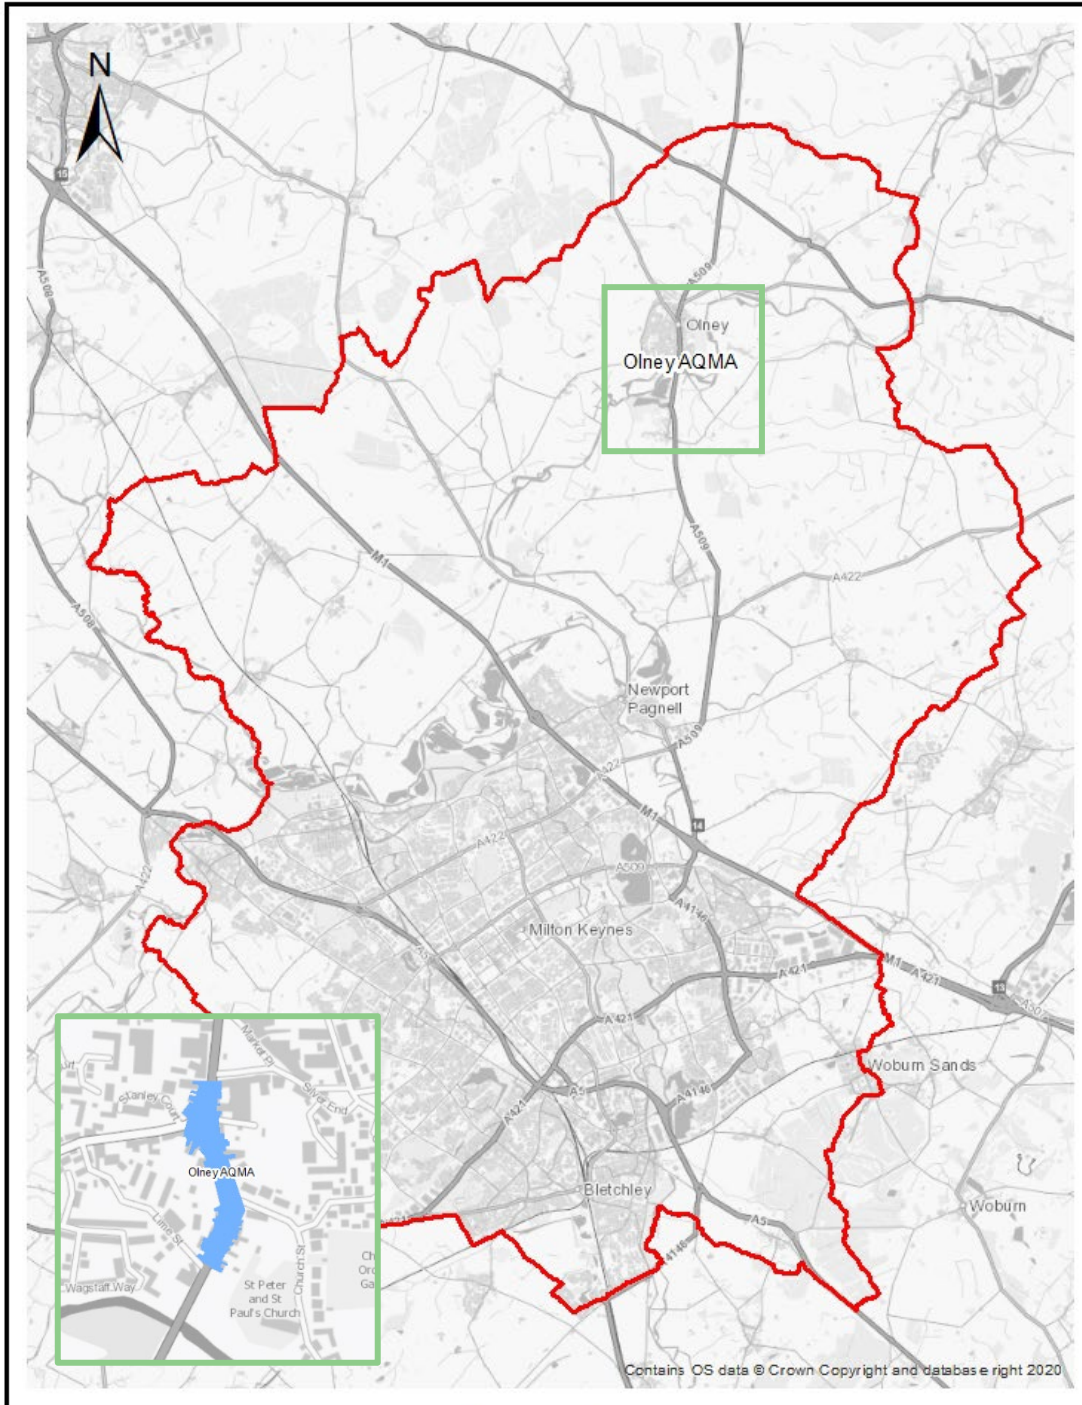 N
15
A508
A509
Olney
Olney AQMA
A509
A422
M1
A508
Newport
Pagnell
A509
A422
M1
14
A422
A509
A422
Milton Keynes
A4146
A5
A421
M1
A421
13
A421
Woburn Sands
A5
A4146
A421
Bletchley
Woburn
A5
A421
A4146
Market Pl
Silver End
Stanley Court
Olney AQMA
Lime St
Church St
Wagstaff Way
St Peter
and St
Paul's Church
Contains OS data © Crown Copyright and database right 2020